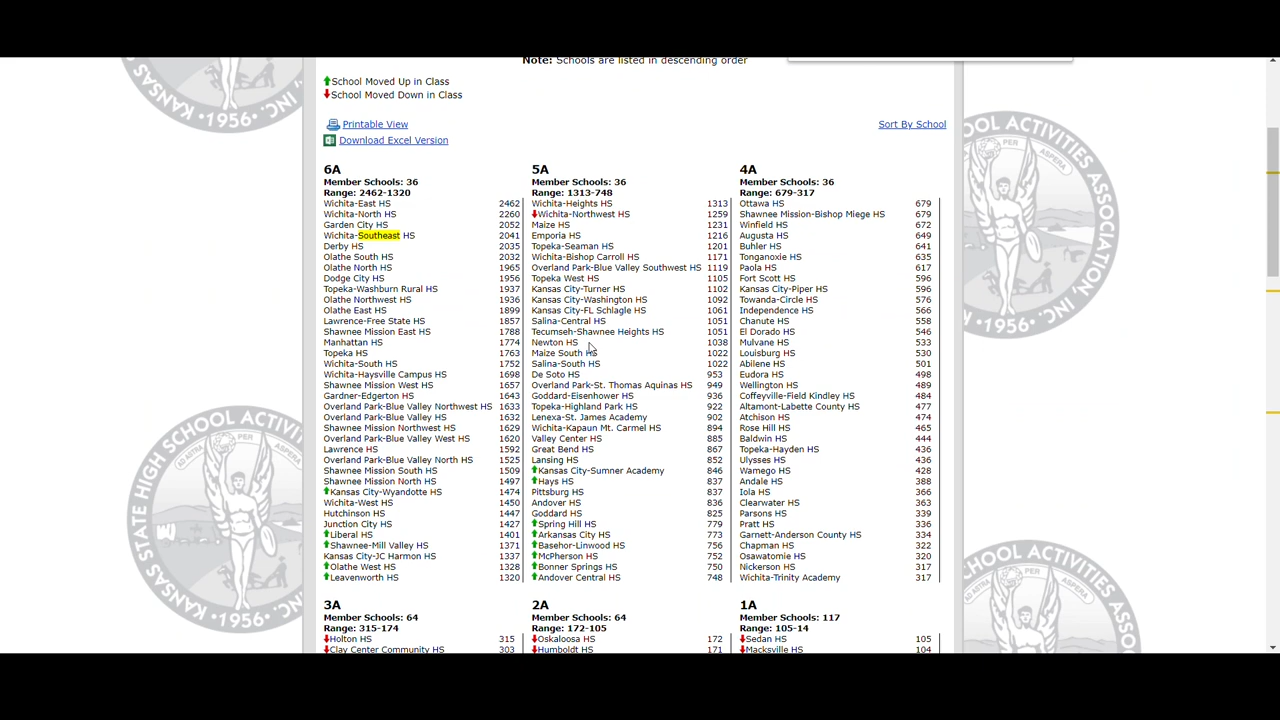 Note: Schools are listed in descending order
School Moved Up in Class
School Moved Down in Class
Printable View
Sort By School
Download Excel Version
6A
Member Schools: 36
Range: 2462-1320
Wichita-East HS 2462
Wichita-North HS 2260
Garden City HS 2052
Wichita-Southeast HS 2041
Derby HS 2035
Olathe South HS 2032
Olathe North HS 1965
Dodge City HS 1956
Topeka-Washburn Rural HS 1937
Olathe Northwest HS 1936
Olathe East HS 1899
Lawrence-Free State HS 1857
Shawnee Mission East HS 1788
Manhattan HS 1774
Topeka HS 1763
Wichita-South HS 1752
Wichita-Haysville Campus HS 1698
Shawnee Mission West HS 1657
Gardner-Edgerton HS 1643
Overland Park-Blue Valley Northwest HS 1633
Overland Park-Blue Valley HS 1632
Shawnee Mission Northwest HS 1629
Overland Park-Blue Valley West HS 1620
Lawrence HS 1592
Overland Park-Blue Valley North HS 1525
Shawnee Mission South HS 1509
Shawnee Mission North HS 1497
Kansas City-Wyandotte HS 1474
Wichita-West HS 1450
Hutchinson HS 1447
Junction City HS 1427
Liberal HS 1401
Shawnee-Mill Valley HS 1371
Kansas City-JC Harmon HS 1337
Olathe West HS 1328
Leavenworth HS 1320
5A
Member Schools: 36
Range: 1313-748
Wichita-Heights HS 1313
Wichita-Northwest HS 1259
Maize HS 1231
Emporia HS 1216
Topeka-Seaman HS 1201
Wichita-Bishop Carroll HS 1171
Overland Park-Blue Valley Southwest HS 1119
Topeka West HS 1105
Kansas City-Turner HS 1102
Kansas City-Washington HS 1092
Kansas City-FL Schlagle HS 1061
Salina-Central HS 1051
Tecumseh-Shawnee Heights HS 1051
Newton HS 1038
Maize South HS 1022
Salina-South HS 1022
De Soto HS 953
Overland Park-St. Thomas Aquinas HS 949
Goddard-Eisenhower HS 936
Topeka-Highland Park HS 922
Lenexa-St. James Academy 902
Wichita-Kapaun Mt. Carmel HS 894
Valley Center HS 885
Great Bend HS 867
Lansing HS 852
Kansas City-Sumner Academy 846
Hays HS 837
Pittsburg HS 837
Andover HS 836
Goddard HS 825
Spring Hill HS 779
Arkansas City HS 773
Basehor-Linwood HS 756
McPherson HS 752
Bonner Springs HS 750
Andover Central HS 748
4A
Member Schools: 36
Range: 679-317
Ottawa HS 679
Shawnee Mission-Bishop Miege HS 679
Winfield HS 672
Augusta HS 649
Buhler HS 641
Tonganoxie HS 635
Paola HS 617
Fort Scott HS 596
Kansas City-Piper HS 596
Towanda-Circle HS 576
Independence HS 566
Chanute HS 558
El Dorado HS 546
Mulvane HS 533
Louisburg HS 530
Abilene HS 501
Eudora HS 498
Wellington HS 489
Coffeyville-Field Kindley HS 484
Altamont-Labette County HS 477
Atchison HS 474
Rose Hill HS 465
Baldwin HS 444
Topeka-Hayden HS 436
Ulysses HS 436
Wamego HS 428
Andale HS 388
Iola HS 366
Clearwater HS 363
Parsons HS 339
Pratt HS 336
Garnett-Anderson County HS 334
Chapman HS 322
Osawatomie HS 320
Nickerson HS 317
Wichita-Trinity Academy 317
3A
Member Schools: 64
Range: 315-174
Holton HS 315
Clay Center Community HS 303
2A
Member Schools: 64
Range: 172-105
Oskaloosa HS 172
Humboldt HS 171
1A
Member Schools: 117
Range: 105-14
Sedan HS 105
Macksville HS 104
KANSAS STATE HIGH SCHOOL ACTIVITIES ASSOCIATION, INC. •1956•